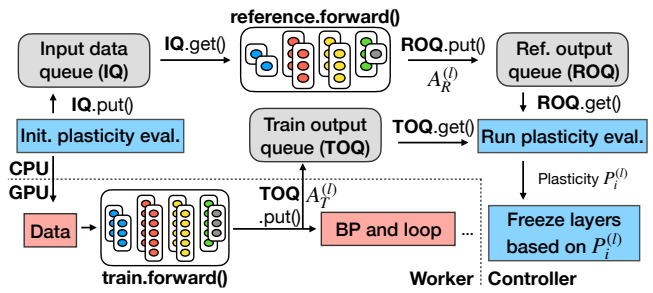 reference.forward()
Input data
queue (IQ)
IQ.get()
ROQ.put()
A_R^{(l)}
Ref. output
queue (ROQ)
IQ.put()
ROQ.get()
Init. plasticity eval.
Train output
queue (TOQ)
TOQ.get()
Run plasticity eval.
CPU
GPU
Plasticity P_i^{(l)}
Data
TOQ
.put()
A_T^{(l)}
BP and loop
...
Freeze layers
based on P_i^{(l)}
train.forward()
Worker
Controller